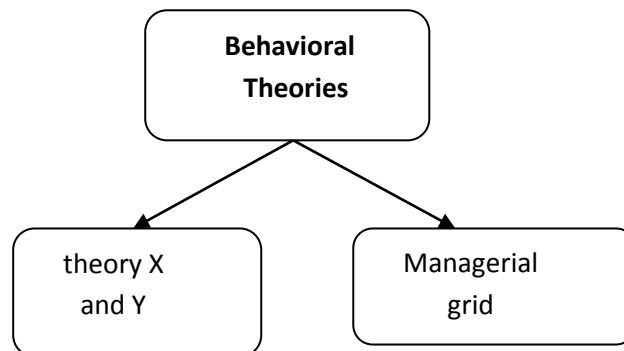 Behavioral
Theories
theory X
and Y
Managerial
grid